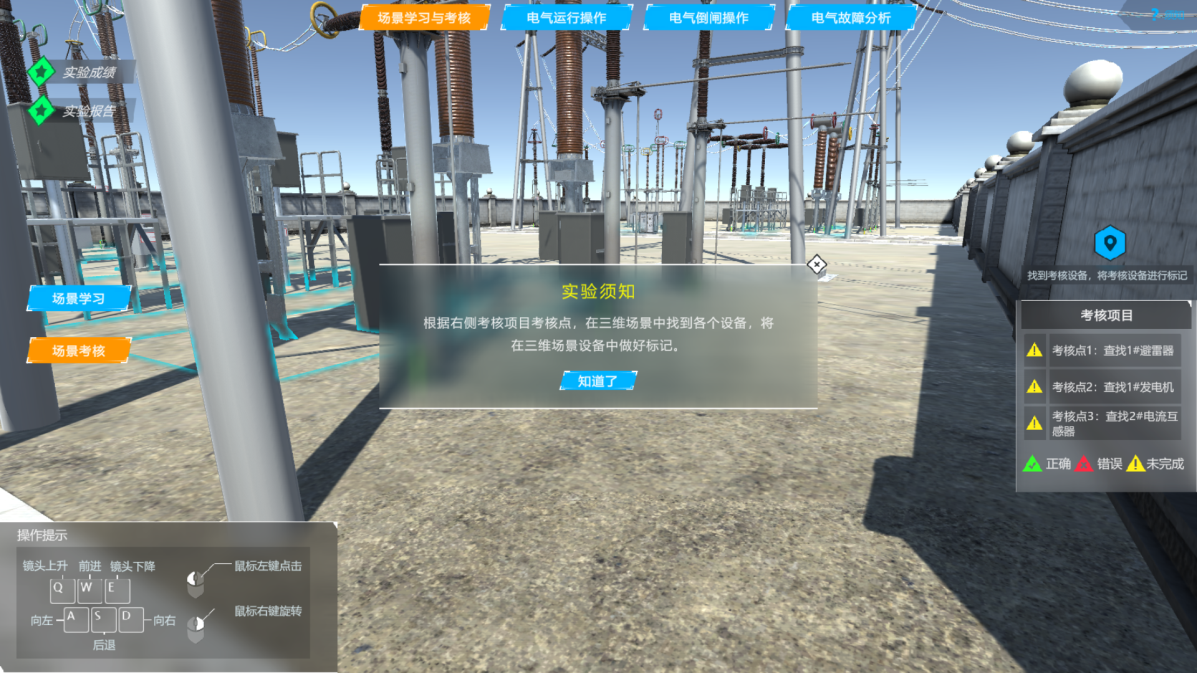 场景学习与考核
电气运行操作
电气倒闸操作
电气故障分析
实验成绩
实验报告
场景学习
场景考核
实验须知
根据右侧考核项目考核点，在三维场景中找到各个设备，将
在三维场景设备中做好标记。
知道了
找到考核设备，将考核设备进行标记
考核项目
考核点1：查找1#避雷器
考核点2：查找1#发电机
考核点3：查找2#电流互
感器
正确 错误 未完成
操作提示
镜头上升 前进 镜头下降
Q W E
向左 A S D 向右
后退
鼠标左键点击
鼠标右键旋转